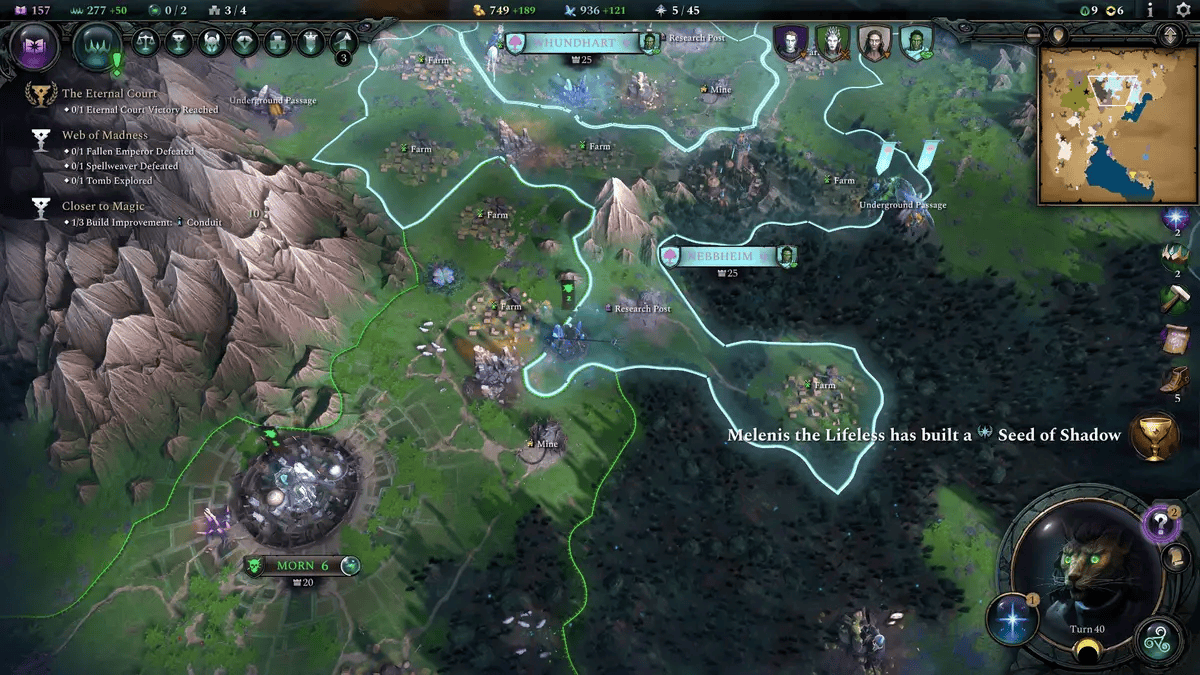 157
277 +50
0 / 2
3 / 4
749 +189
936 +121
5 / 45
9
6
3
HUNDHART
25
Research Post
Farm
Mine
The Eternal Court
0/1 Eternal Court Victory Reached
Underground Passage
Web of Madness
0/1 Fallen Emperor Defeated
0/1 Spellweaver Defeated
0/1 Tomb Explored
Farm
Farm
Farm
Underground Passage
Closer to Magic
1/3 Build Improvement: Conduit
10
Farm
2
NEBBHEIM
25
2
2
Farm
Research Post
Farm
5
Mine
Melenis the Lifeless has built a Seed of Shadow
MORN 6
20
2
1
Turn 40